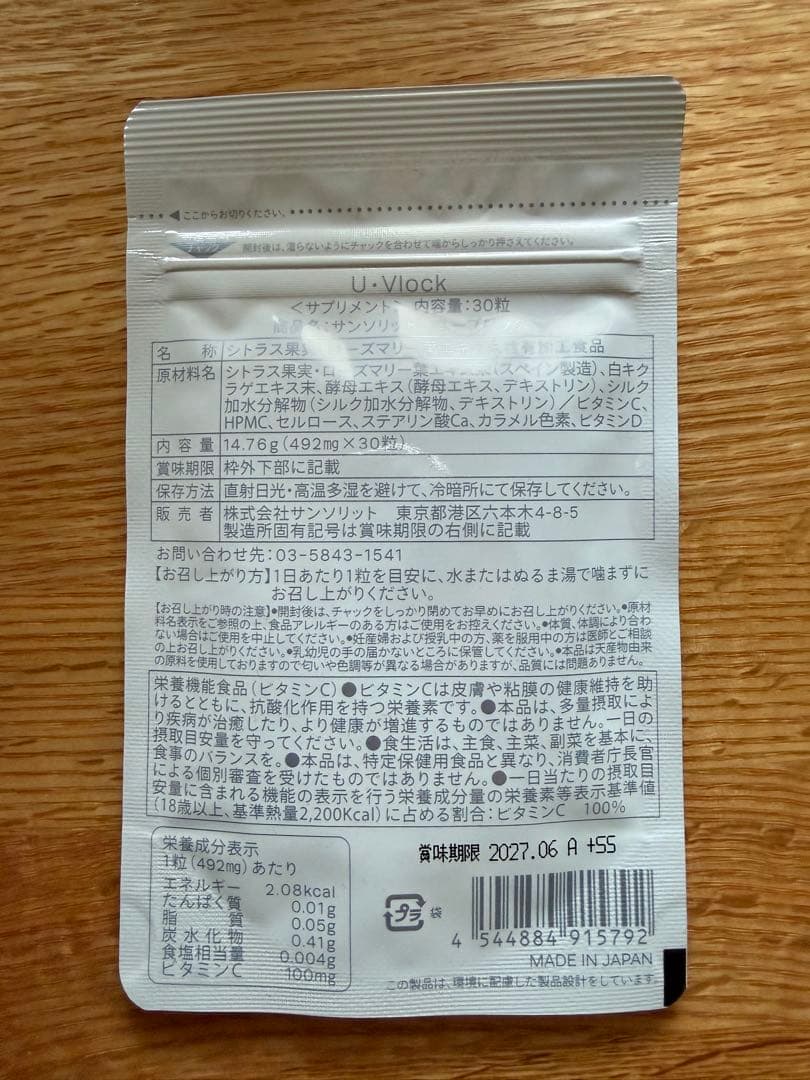 ◀ここからお切りください。
チャック 開封後は、湿らないようにチャックを合わせて端からしっかり押さえてください。
U・Vlock
＜サプリメント＞ 内容量：30粒
サンソリット
名 称 シトラス果実・ローズマリー 食品
原材料名 シトラス果実・ローズマリー葉エキス末（スペイン製造）、白キク
ラゲエキス末、酵母エキス（酵母エキス、デキストリン）、シルク
加水分解物（シルク加水分解物、デキストリン）／ビタミンC、
HPMC、セルロース、ステアリン酸Ca、カラメル色素、ビタミンD
内 容 量 14.76g（492mg×30粒）
賞味期限 枠外下部に記載
保存方法 直射日光・高温多湿を避けて、冷暗所にて保存してください。
販 売 者 株式会社サンソリット 東京都港区六本木4-8-5
製造所固有記号は賞味期限の右側に記載
お問い合わせ先：03-5843-1541
【お召し上がり方】1日あたり1粒を目安に、水またはぬるま湯で噛まずに
お召し上がりください。
【お召し上がり時の注意】●開封後は、チャックをしっかり閉めてお早めにお召し上がりください。●原材
料名表示をご参照の上、食品アレルギーのある方はご使用をお控えください。●体質、体調により合わ
ない場合はご使用を中止してください。●妊産婦および授乳中の方、薬を服用中の方は医師とご相談
の上お召し上がりください。●乳幼児の手の届かないところに保管してください。●本品は天産物由来
の原料を使用しておりますので匂いや色調等が異なる場合がありますが、品質には問題ありません。
栄養機能食品（ビタミンC）●ビタミンCは皮膚や粘膜の健康維持を助
けるとともに、抗酸化作用を持つ栄養素です。●本品は、多量摂取によ
り疾病が治癒したり、より健康が増進するものではありません。一日の
摂取目安量を守ってください。●食生活は、主食、主菜、副菜を基本に、
食事のバランスを。●本品は、特定保健用食品と異なり、消費者庁長官
による個別審査を受けたものではありません。●一日当たりの摂取目
安量に含まれる機能の表示を行う栄養成分量の栄養素等表示基準値
（18歳以上、基準熱量2,200Kcal）に占める割合：ビタミンC 100%
栄養成分表示
1粒（492mg）あたり
エネルギー 2.08kcal
たんぱく質 0.01g
脂 質 0.05g
炭水化物 0.41g
食塩相当量 0.004g
ビタミンC 100mg
賞味期限 2027.06 A +SS
プラ 袋
4 544884 915792
MADE IN JAPAN
この製品は、環境に配慮した製品設計をしています。